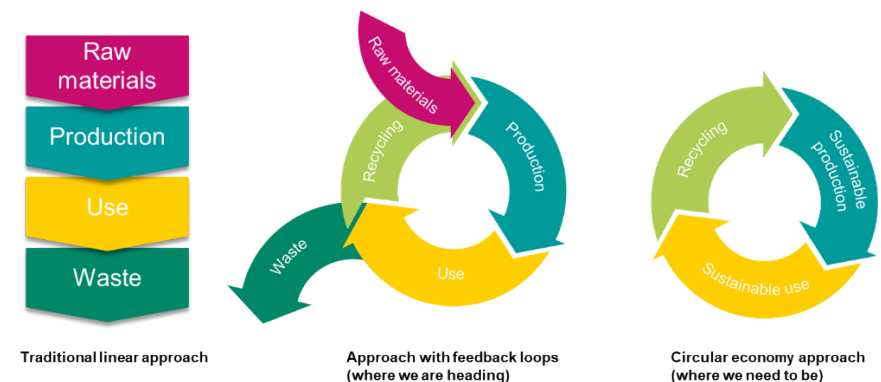 Raw
materials
Production
Use
Waste
Traditional linear approach
Raw materials
Production
Use
Recycling
Waste
Approach with feedback loops
(where we are heading)
Recycling
Sustainable
production
Sustainable use
Circular economy approach
(where we need to be)